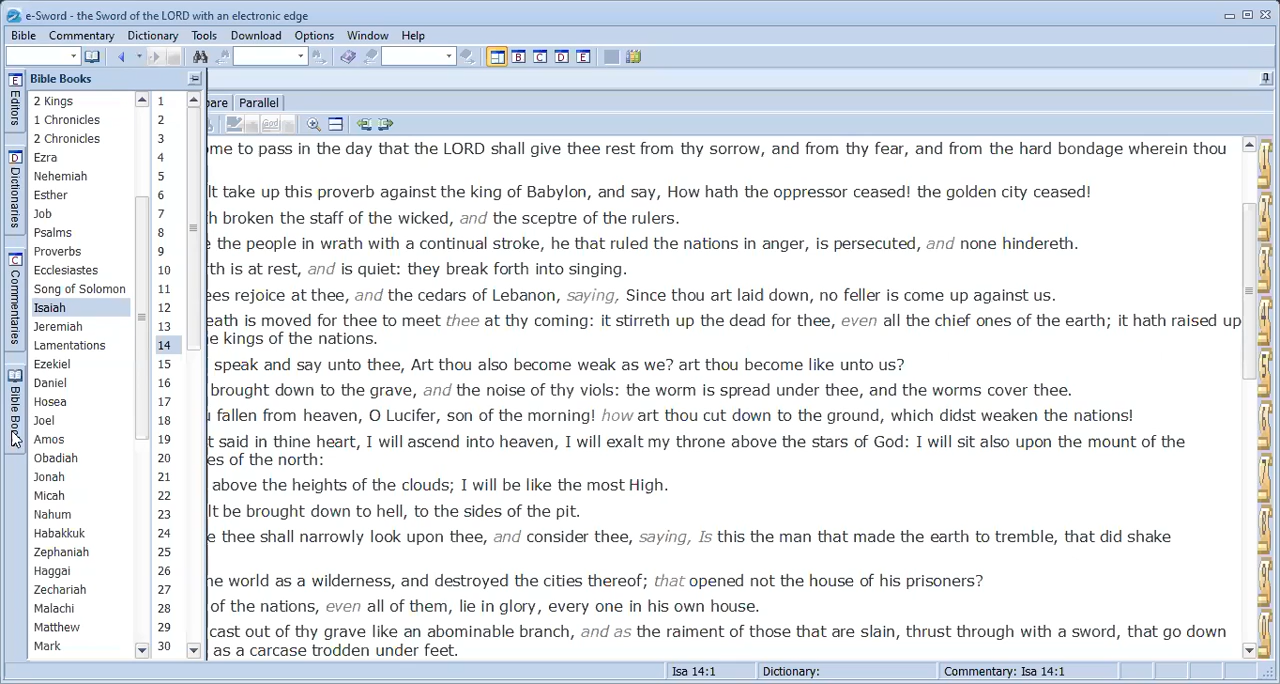 e-Sword - the Sword of the LORD with an electronic edge
Bible Commentary Dictionary Tools Download Options Window Help
B C D E
Bible Books
E Editors
D Dictionaries
C Commentaries
Bible Books
2 Kings
1 Chronicles
2 Chronicles
Ezra
Nehemiah
Esther
Job
Psalms
Proverbs
Ecclesiastes
Song of Solomon
Isaiah
Jeremiah
Lamentations
Ezekiel
Daniel
Hosea
Joel
Amos
Obadiah
Jonah
Micah
Nahum
Habakkuk
Zephaniah
Haggai
Zechariah
Malachi
Matthew
Mark
1
2
3
4
5
6
7
8
9
10
11
12
13
14
15
16
17
18
19
20
21
22
23
24
25
26
27
28
29
30
pare Parallel
God
ome to pass in the day that the LORD shall give thee rest from thy sorrow, and from thy fear, and from the hard bondage wherein thou
lt take up this proverb against the king of Babylon, and say, How hath the oppressor ceased! the golden city ceased!
h broken the staff of the wicked, and the sceptre of the rulers.
e the people in wrath with a continual stroke, he that ruled the nations in anger, is persecuted, and none hindereth.
rth is at rest, and is quiet: they break forth into singing.
ees rejoice at thee, and the cedars of Lebanon, saying, Since thou art laid down, no feller is come up against us.
eath is moved for thee to meet thee at thy coming: it stirreth up the dead for thee, even all the chief ones of the earth; it hath raised up
e kings of the nations.
speak and say unto thee, Art thou also become weak as we? art thou become like unto us?
brought down to the grave, and the noise of thy viols: the worm is spread under thee, and the worms cover thee.
u fallen from heaven, O Lucifer, son of the morning! how art thou cut down to the ground, which didst weaken the nations!
t said in thine heart, I will ascend into heaven, I will exalt my throne above the stars of God: I will sit also upon the mount of the
es of the north:
above the heights of the clouds; I will be like the most High.
lt be brought down to hell, to the sides of the pit.
e thee shall narrowly look upon thee, and consider thee, saying, Is this the man that made the earth to tremble, that did shake
he world as a wilderness, and destroyed the cities thereof; that opened not the house of his prisoners?
of the nations, even all of them, lie in glory, every one in his own house.
cast out of thy grave like an abominable branch, and as the raiment of those that are slain, thrust through with a sword, that go down
as a carcase trodden under feet.
1
2
3
4
5
6
7
8
9
0
Isa 14:1 Dictionary: Commentary: Isa 14:1